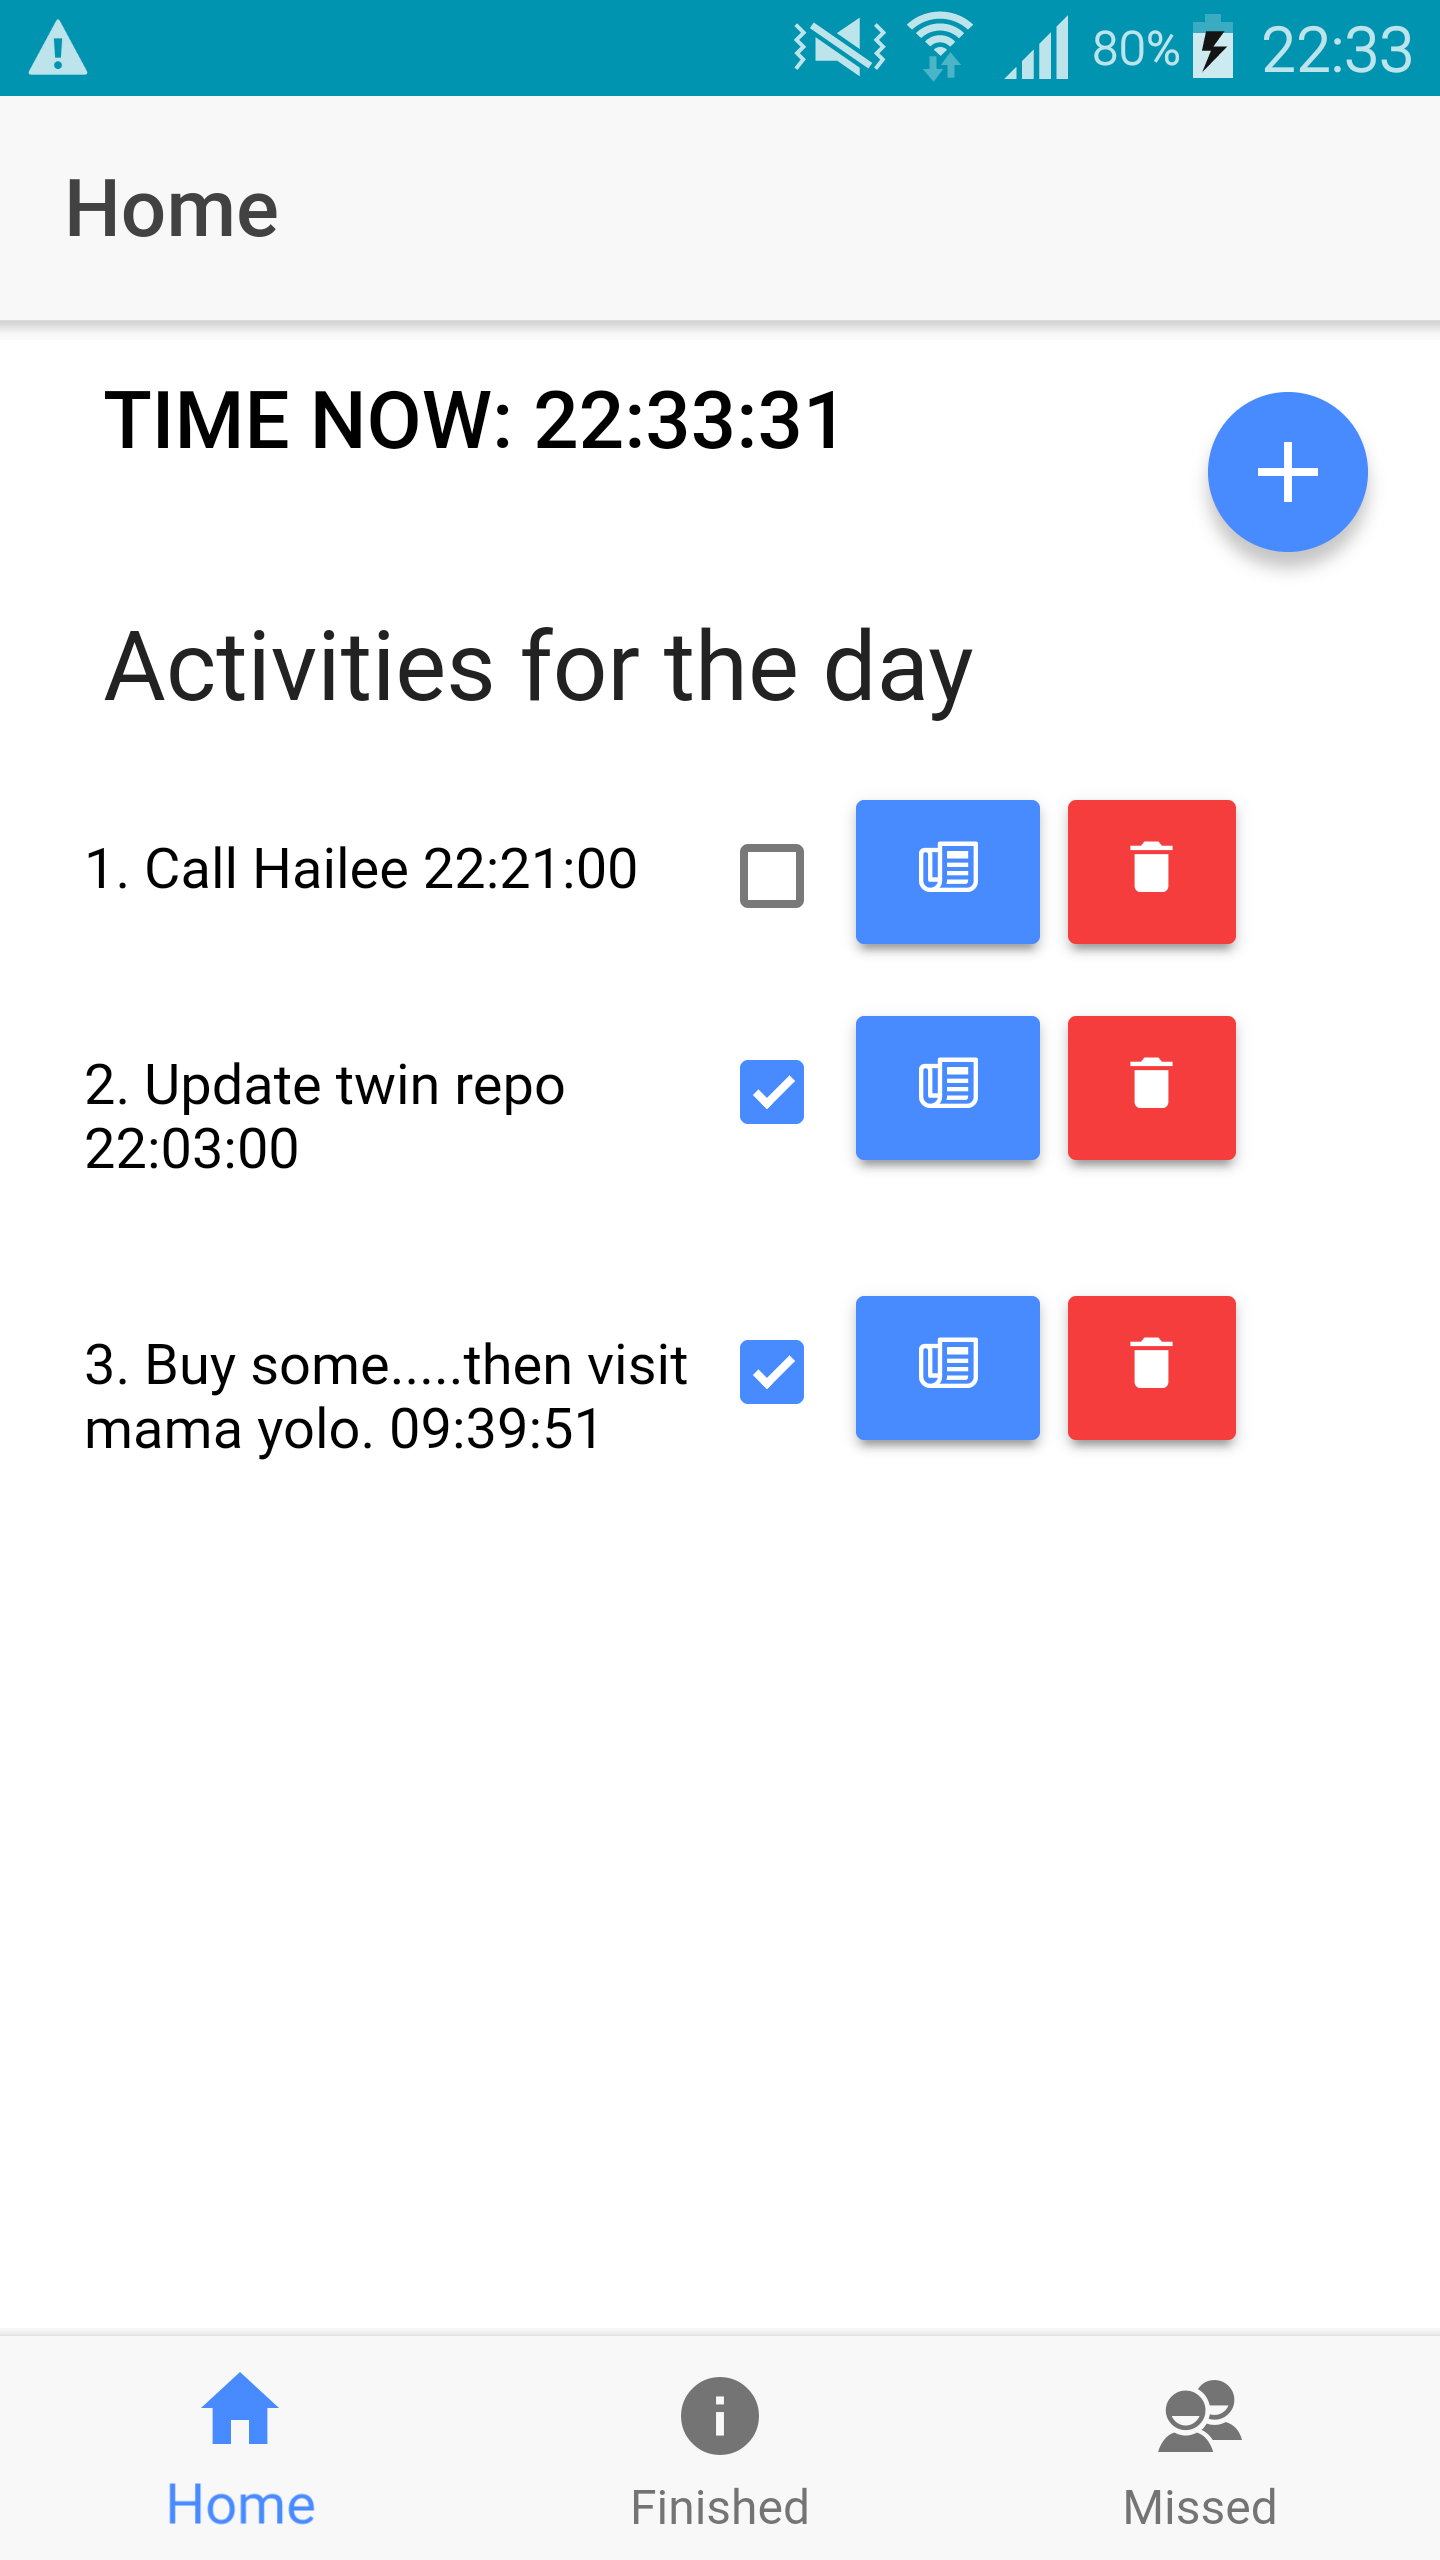 80% 22:33
Home
TIME NOW: 22:33:31
Activities for the day
1. Call Hailee 22:21:00
2. Update twin repo
22:03:00
3. Buy some.....then visit
mama yolo. 09:39:51
Home Finished Missed